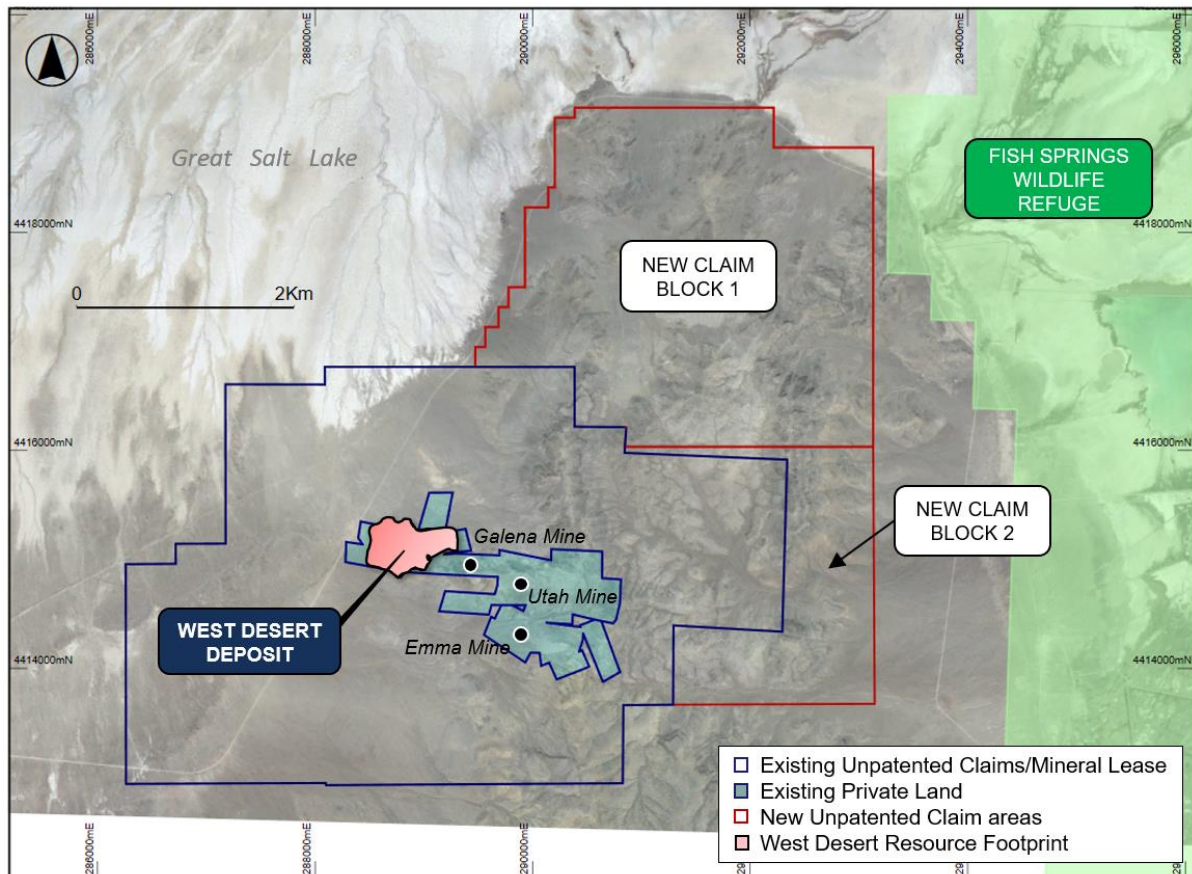 286000mE
288000mE
290000mE
292000mE
294000mE
296000mE
Great Salt Lake
FISH SPRINGS
WILDLIFE
REFUGE
4418000mN
4418000mN
NEW CLAIM
BLOCK 1
0 2Km
4416000mN
4416000mN
NEW CLAIM
BLOCK 2
Galena Mine
Utah Mine
WEST DESERT
DEPOSIT
Emma Mine
4414000mN
4414000mN
Existing Unpatented Claims/Mineral Lease
Existing Private Land
New Unpatented Claim areas
West Desert Resource Footprint
286000mE
288000mE
290000mE